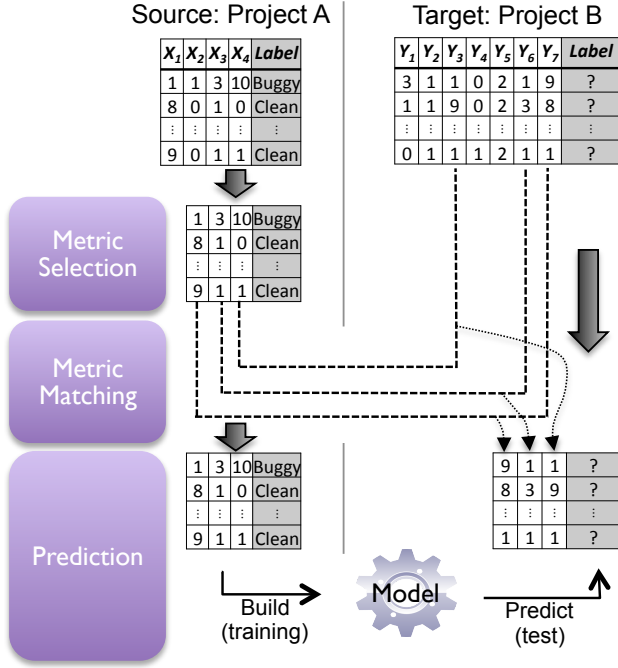 Source: Project A
Target: Project B
X1 X2 X3 X4 Label
1 1 3 10 Buggy
8 0 1 0 Clean
⋮ ⋮ ⋮ ⋮ ⋮
9 0 1 1 Clean
Y1 Y2 Y3 Y4 Y5 Y6 Y7 Label
3 1 1 0 2 1 9 ?
1 1 9 0 2 3 8 ?
⋮ ⋮ ⋮ ⋮ ⋮ ⋮ ⋮ ⋮
0 1 1 1 2 1 1 ?
Metric
Selection
1 3 10 Buggy
8 1 0 Clean
⋮ ⋮ ⋮ ⋮
9 1 1 Clean
Metric
Matching
Prediction
1 3 10 Buggy
8 1 0 Clean
⋮ ⋮ ⋮ ⋮
9 1 1 Clean
9 1 1 ?
8 3 9 ?
⋮ ⋮ ⋮ ⋮
1 1 1 ?
Build
(training)
Model
Predict
(test)